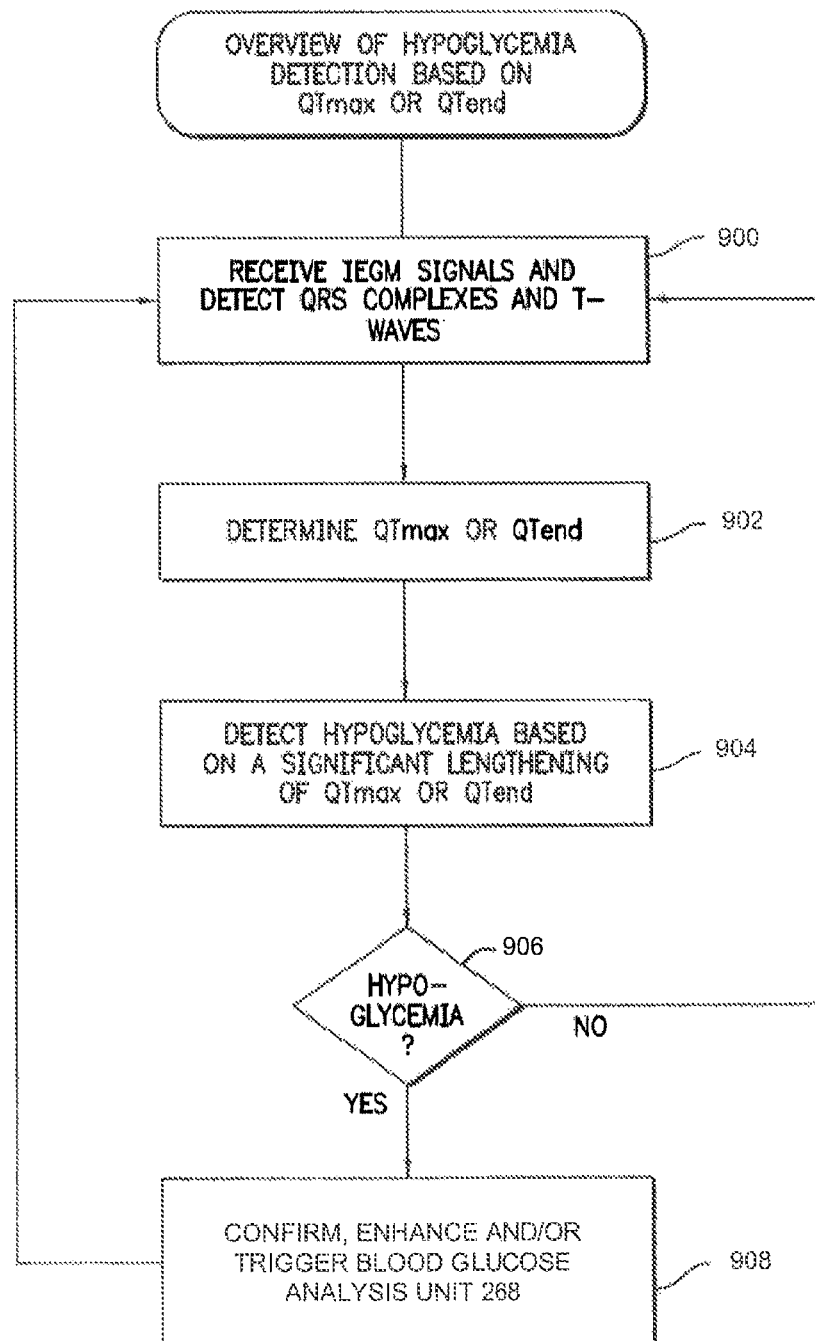 OVERVIEW OF HYPOGLYCEMIA
DETECTION BASED ON
QTmax OR QTend
900
RECEIVE IEGM SIGNALS AND
DETECT QRS COMPLEXES AND T-
WAVES
DETERMINE QTmax OR QTend
902
DETECT HYPOGLYCEMIA BASED
ON A SIGNIFICANT LENGTHENING
OF QTmax OR QTend
904
906
HYPO-
GLYCEMIA
?
NO
YES
CONFIRM, ENHANCE AND/OR
TRIGGER BLOOD GLUCOSE
ANALYSIS UNIT 268
908